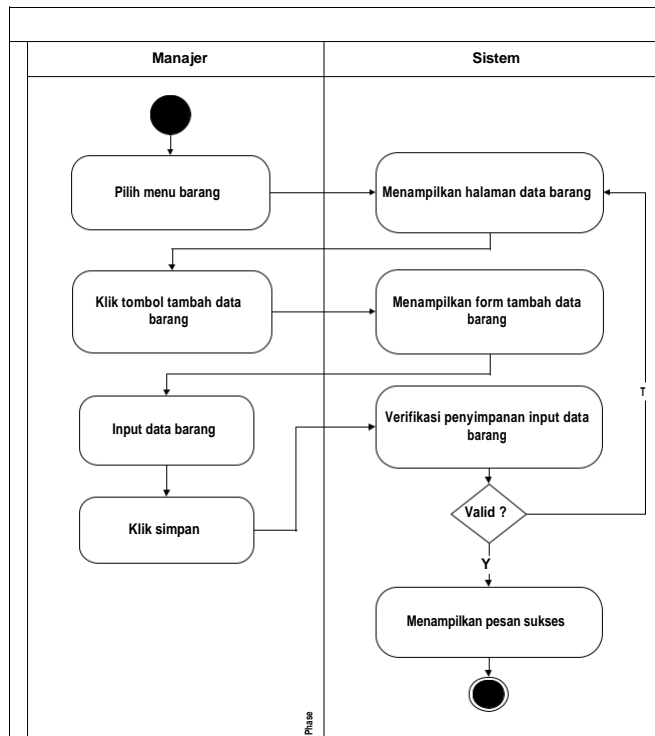 Manajer
Sistem
Pilih menu barang
Menampilkan halaman data barang
Klik tombol tambah data
barang
Menampilkan form tambah data
barang
Input data barang
Verifikasi penyimpanan input data
barang
T
Klik simpan
Valid ?
Y
Menampilkan pesan sukses
Phase